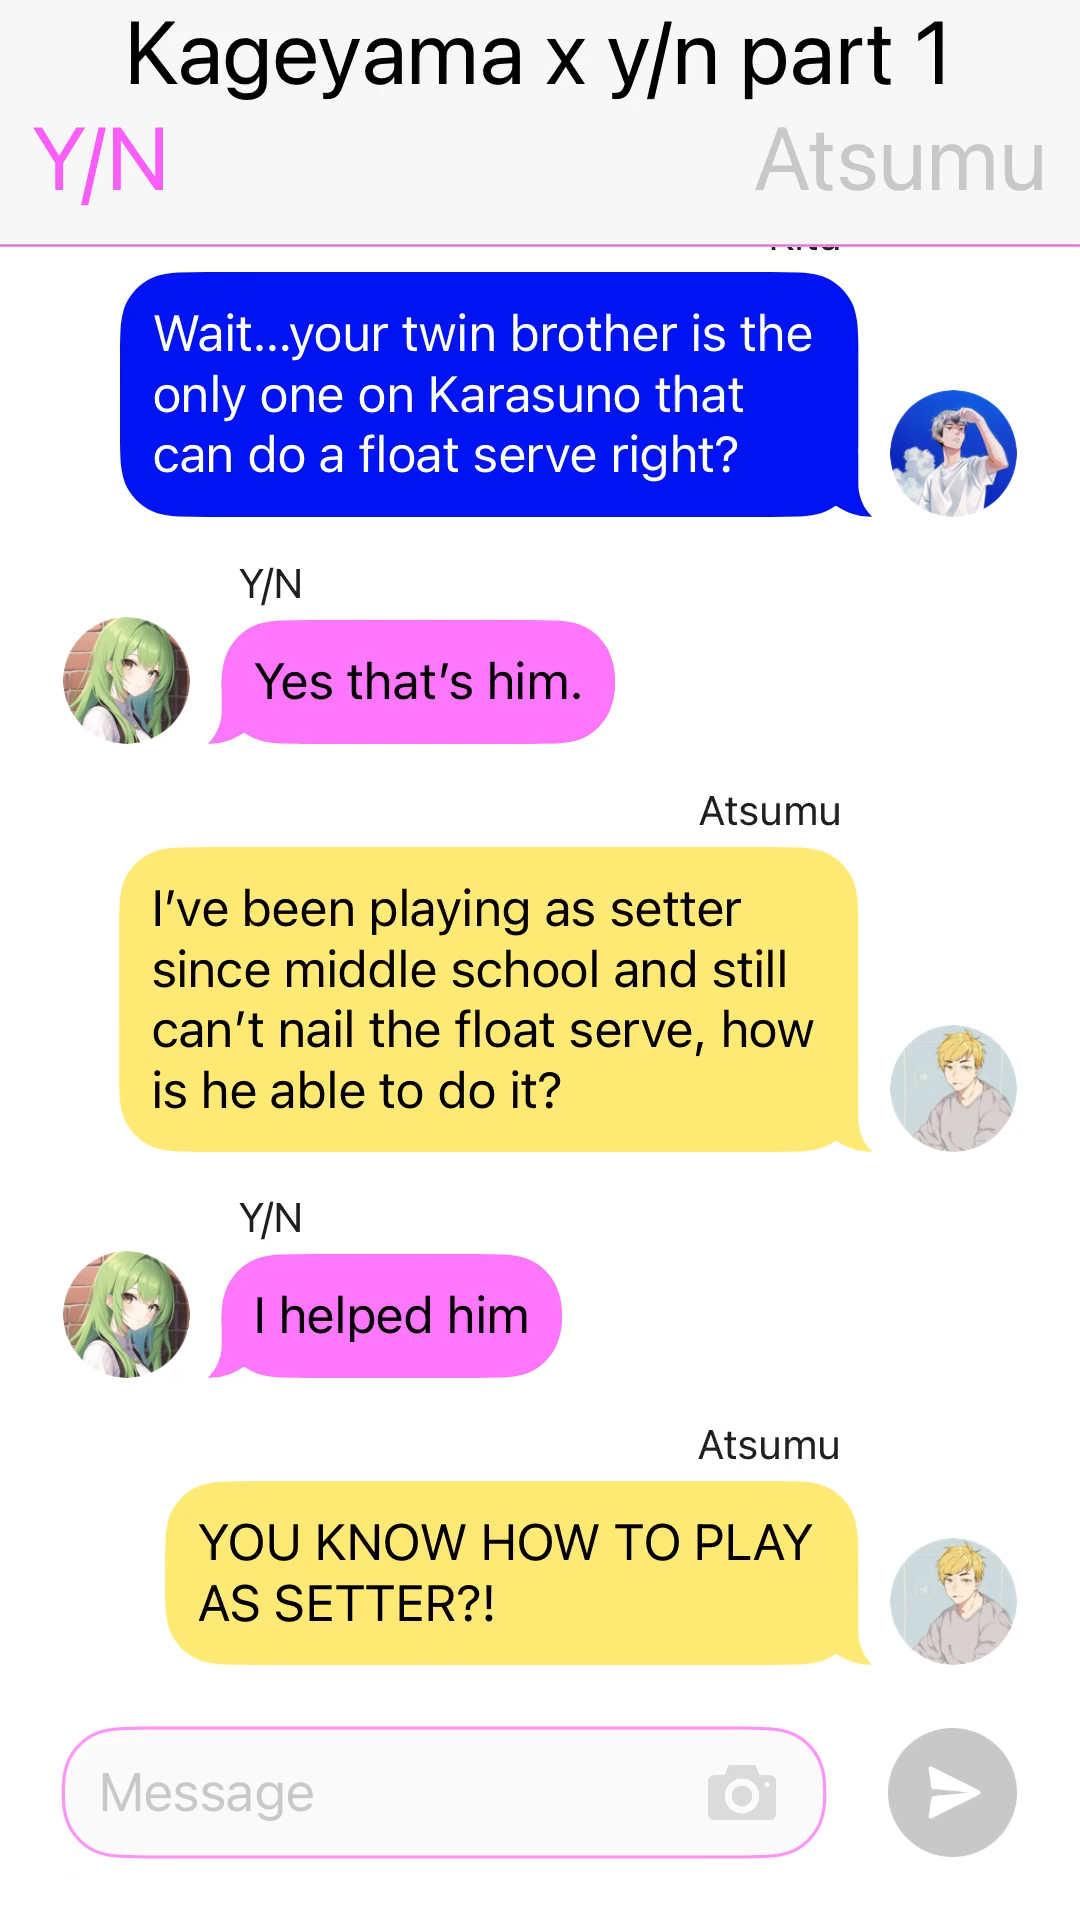 Kageyama x y/n part 1
Y/N
Atsumu
Wait...your twin brother is the
only one on Karasuno that
can do a float serve right?
Y/N
Yes that’s him.
Atsumu
I’ve been playing as setter
since middle school and still
can’t nail the float serve, how
is he able to do it?
Y/N
I helped him
Atsumu
YOU KNOW HOW TO PLAY
AS SETTER?!
Message